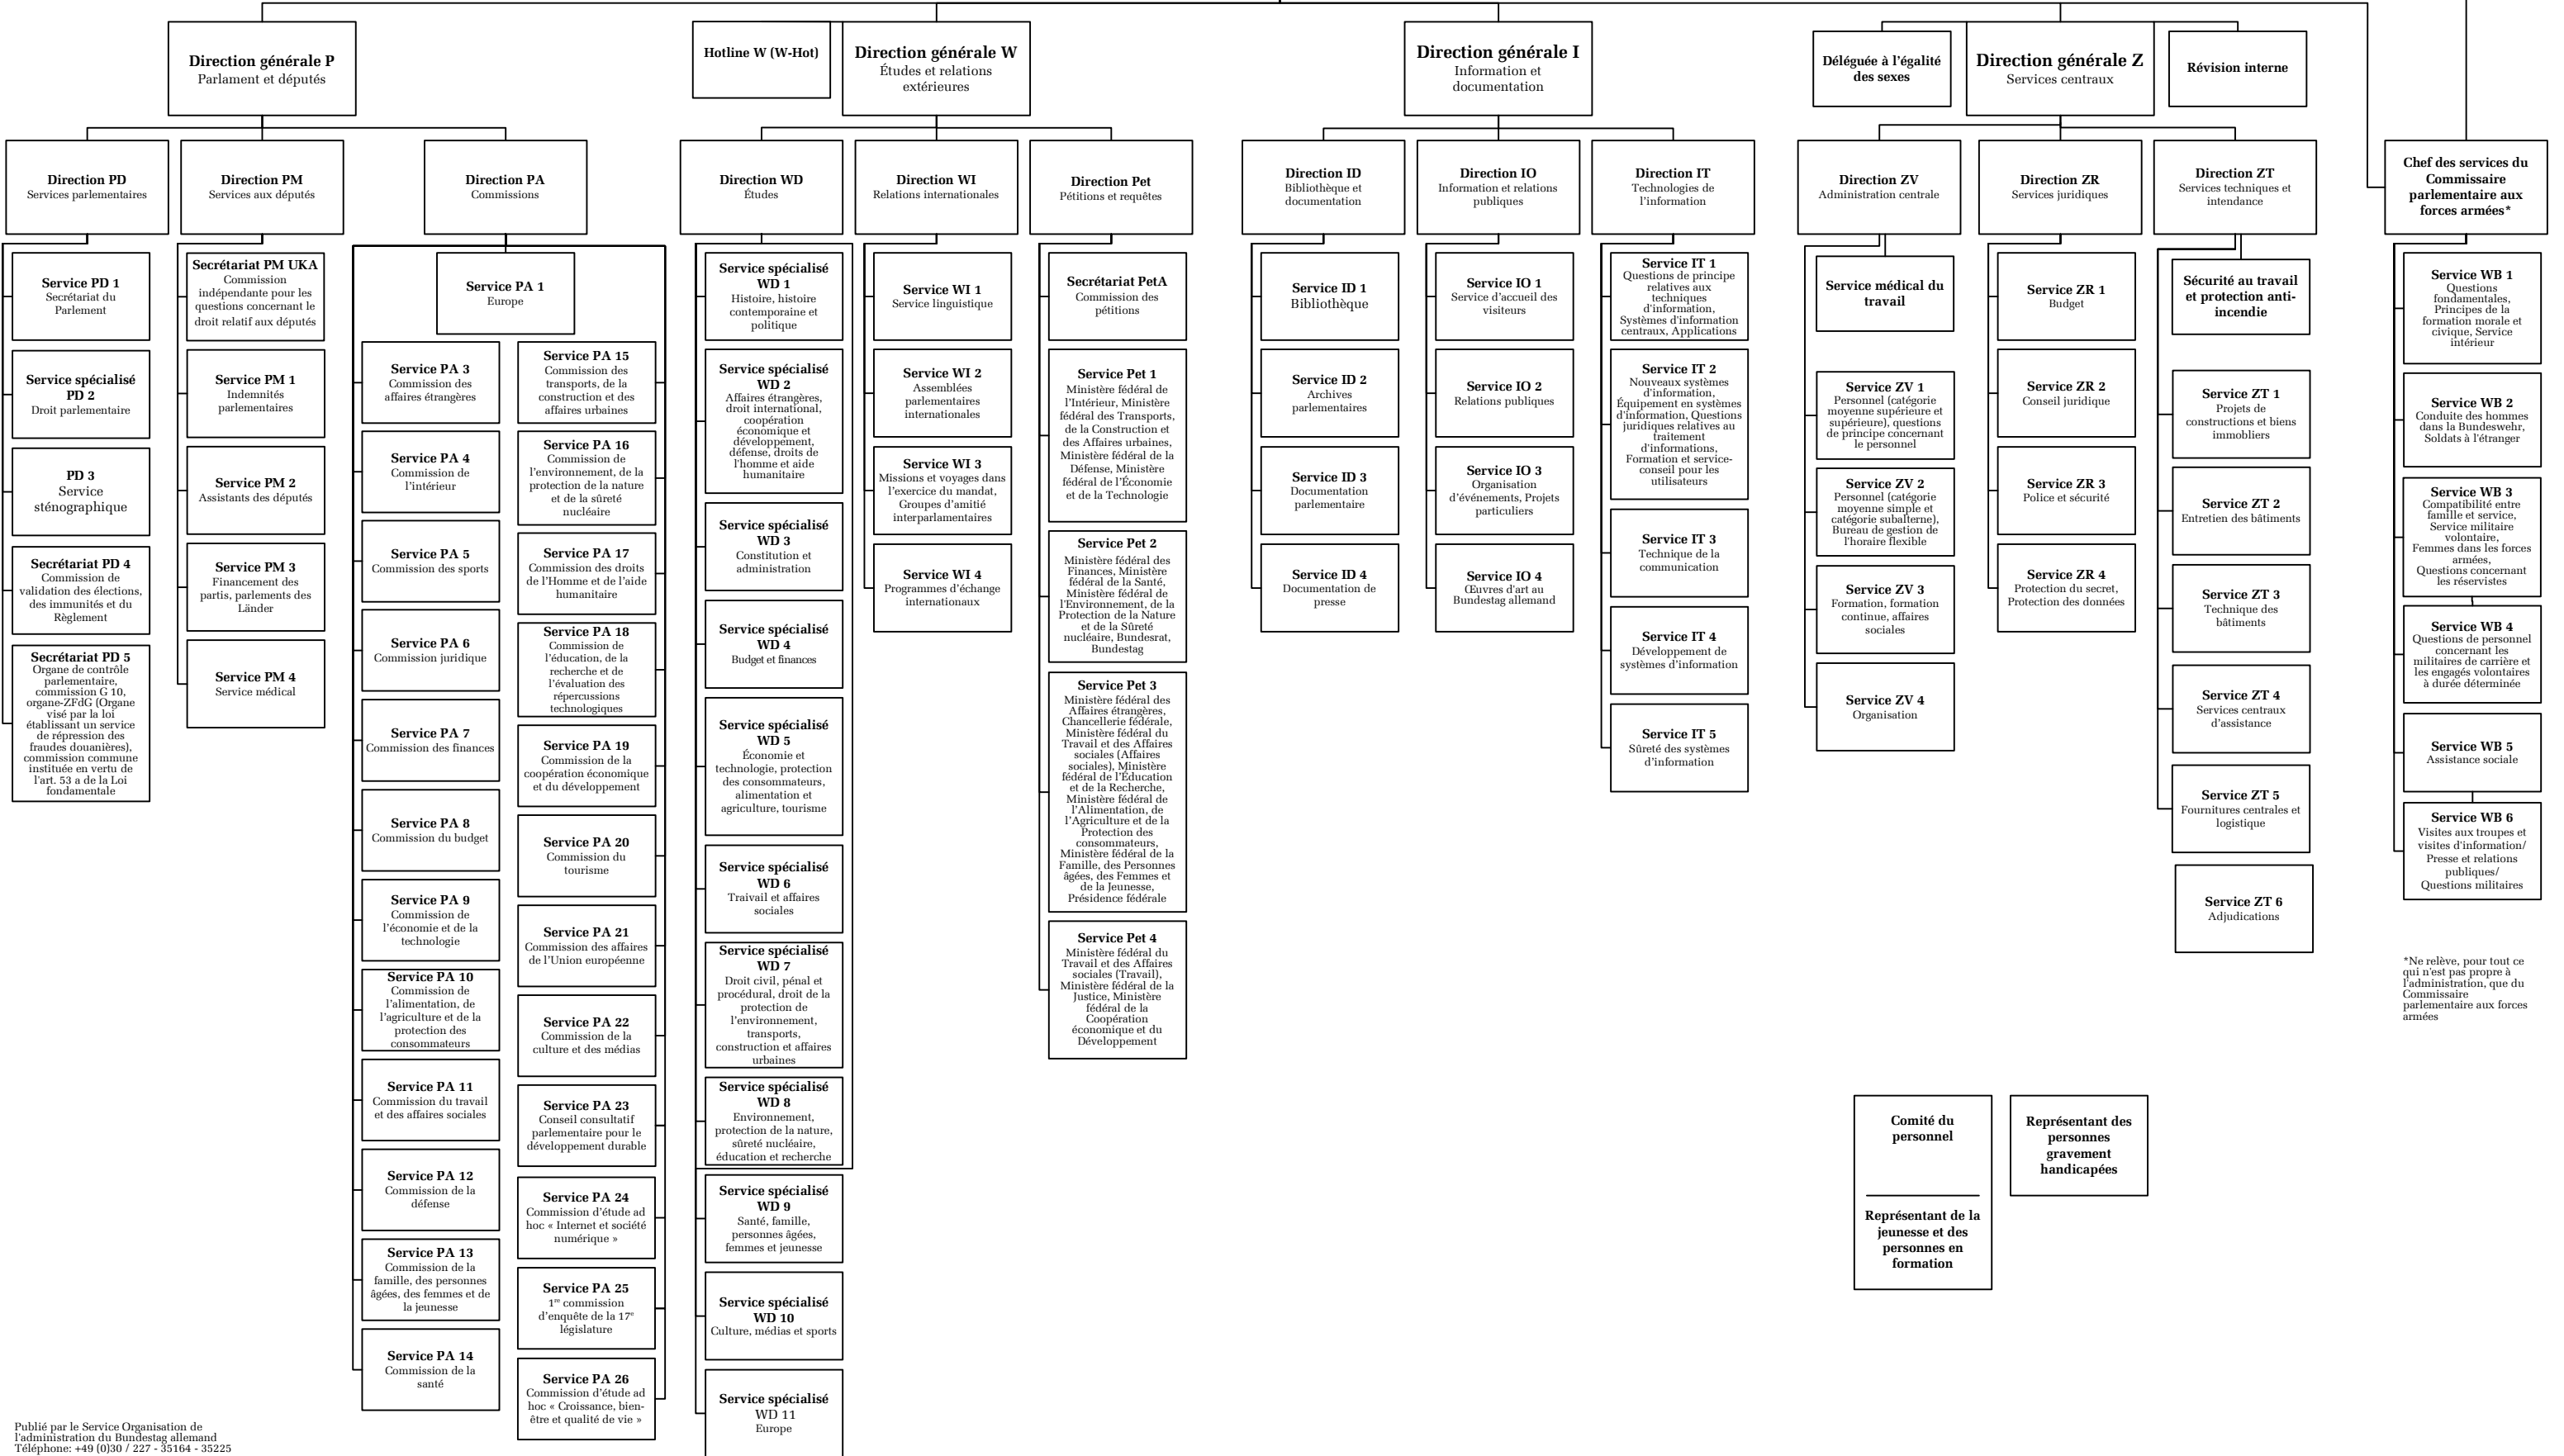 Direction générale P
Parlament et députés
Hotline W (W-Hot)
Direction générale W
Études et relations
extérieures
Direction générale I
Information et
documentation
Déléguée à l'égalité
des sexes
Direction générale Z
Services centraux
Révision interne
Direction PD
Services parlementaires
Direction PM
Services aux députés
Direction PA
Commissions
Direction WD
Études
Direction WI
Relations internationales
Direction Pet
Pétitions et requêtes
Direction ID
Bibliothèque et
documentation
Direction IO
Information et relations
publiques
Direction IT
Technologies de
l'information
Direction ZV
Administration centrale
Direction ZR
Services juridiques
Direction ZT
Services techniques et
intendance
Chef des services du
Commissaire
parlementaire aux
forces armées*
Service PD 1
Secrétariat du
Parlement
Service spécialisé
PD 2
Droit parlementaire
PD 3
Service
sténographique
Secrétariat PD 4
Commission de
validation des élections,
des immunités et du
Règlement
Secrétariat PD 5
Organe de contrôle
parlementaire,
commission G 10,
organe-ZFdG (Organe
visé par la loi
établissant un service
de répression des
fraudes douanières),
commission commune
instituée en vertu de
l'art. 53 a de la Loi
fondamentale
Secrétariat PM UKA
Commission
indépendante pour les
questions concernant le
droit relatif aux députés
Service PM 1
Indemnités
parlementaires
Service PM 2
Assistants des députés
Service PM 3
Financement des
partis, parlements des
Länder
Service PM 4
Service médical
Service PA 1
Europe
Service PA 3
Commission des
affaires étrangères
Service PA 4
Commission de
l'intérieur
Service PA 5
Commission des sports
Service PA 6
Commission juridique
Service PA 7
Commission des finances
Service PA 8
Commission du budget
Service PA 9
Commission de
l'économie et de la
technologie
Service PA 10
Commission de
l'alimentation, de
l'agriculture et de la
protection des
consommateurs
Service PA 11
Commission du travail
et des affaires sociales
Service PA 12
Commission de la
défense
Service PA 13
Commission de la
famille, des personnes
âgées, des femmes et de
la jeunesse
Service PA 14
Commission de la
santé
Service PA 15
Commission des
transports, de la
construction et des
affaires urbaines
Service PA 16
Commission de
l'environnement, de la
protection de la nature
et de la sûreté
nucléaire
Service PA 17
Commission des droits
de l'Homme et de l'aide
humanitaire
Service PA 18
Commission de
l'éducation, de la
recherche et de
l'évaluation des
répercussions
technologiques
Service PA 19
Commission de la
coopération économique
et du développement
Service PA 20
Commission du
tourisme
Service PA 21
Commission des affaires
de l'Union européenne
Service PA 22
Commission de la
culture et des médias
Service PA 23
Conseil consultatif
parlementaire pour le
développement durable
Service PA 24
Commission d'étude ad
hoc « Internet et société
numérique »
Service PA 25
1re commission
d'enquête de la 17e
législature
Service PA 26
Commission d'étude ad
hoc « Croissance, bien-
être et qualité de vie »
Service spécialisé
WD 1
Histoire, histoire
contemporaine et
politique
Service spécialisé
WD 2
Affaires étrangères,
droit international,
coopération
économique et
développement,
défense, droits de
l'homme et aide
humanitaire
Service spécialisé
WD 3
Constitution et
administration
Service spécialisé
WD 4
Budget et finances
Service spécialisé
WD 5
Économie et
technologie, protection
des consommateurs,
alimentation et
agriculture, tourisme
Service spécialisé
WD 6
Traivail et affaires
sociales
Service spécialisé
WD 7
Droit civil, pénal et
procédural, droit de la
protection de
l'environnement,
transports,
construction et affaires
urbaines
Service spécialisé
WD 8
Environnement,
protection de la nature,
sûreté nucléaire,
éducation et recherche
Service spécialisé
WD 9
Santé, famille,
personnes âgées,
femmes et jeunesse
Service spécialisé
WD 10
Culture, médias et sports
Service spécialisé
WD 11
Europe
Service WI 1
Service linguistique
Service WI 2
Assemblées
parlementaires
internationales
Service WI 3
Missions et voyages dans
l'exercice du mandat,
Groupes d'amitié
interparlamentaires
Service WI 4
Programmes d'échange
internationaux
Secrétariat PetA
Commission des
pétitions
Service Pet 1
Ministère fédéral de
l'Intérieur, Ministère
fédéral des Transports,
de la Construction et
des Affaires urbaines,
Ministère fédéral de la
Défense, Ministère
fédéral de l'Économie
et de la Technologie
Service Pet 2
Ministère fédéral des
Finances, Ministère
fédéral de la Santé,
Ministère fédéral de
l'Environnement, de la
Protection de la Nature
et de la Sûreté
nucléaire, Bundesrat,
Bundestag
Service Pet 3
Ministère fédéral des
Affaires étrangères,
Chancellerie fédérale,
Ministère fédéral du
Travail et des Affaires
sociales (Affaires
sociales), Ministère
fédéral de l'Éducation
et de la Recherche,
Ministère fédéral de
l'Alimentation, de
l'Agriculture et de la
Protection des
consommateurs,
Ministère fédéral de la
Famille, des Personnes
âgées, des Femmes et
de la Jeunesse,
Présidence fédérale
Service Pet 4
Ministère fédéral du
Travail et des Affaires
sociales (Travail),
Ministère fédéral de la
Justice, Ministère
fédéral de la
Coopération
économique et du
Développement
Service ID 1
Bibliothèque
Service ID 2
Archives
parlementaires
Service ID 3
Documentation
parlementaire
Service ID 4
Documentation de
presse
Service IO 1
Service d'accueil des
visiteurs
Service IO 2
Relations publiques
Service IO 3
Organisation
d'événements, Projets
particuliers
Service IO 4
Œuvres d'art au
Bundestag allemand
Service IT 1
Questions de principe
relatives aux
techniques
d'information,
Systèmes d'information
centraux, Applications
Service IT 2
Nouveaux systèmes
d'information,
Équipement en systèmes
d'information, Questions
juridiques relatives au
traitement
d'informations,
Formation et service-
conseil pour les
utilisateurs
Service IT 3
Technique de la
communication
Service IT 4
Développement de
systèmes d'information
Service IT 5
Sûreté des systèmes
d'information
Service médical du
travail
Service ZV 1
Personnel (catégorie
moyenne supérieure et
supérieure), questions
de principe concernant
le personnel
Service ZV 2
Personnel (catégorie
moyenne simple et
catégorie subalterne),
Bureau de gestion de
l'horaire flexible
Service ZV 3
Formation, formation
continue, affaires
sociales
Service ZV 4
Organisation
Service ZR 1
Budget
Service ZR 2
Conseil juridique
Service ZR 3
Police et sécurité
Service ZR 4
Protection du secret,
Protection des données
Sécurité au travail
et protection anti-
incendie
Service ZT 1
Projets de
constructions et biens
immobliers
Service ZT 2
Entretien des bâtiments
Service ZT 3
Technique des
bâtiments
Service ZT 4
Services centraux
d'assistance
Service ZT 5
Fournitures centrales et
logistique
Service ZT 6
Adjudications
Service WB 1
Questions
fondamentales,
Principes de la
formation morale et
civique, Service
intérieur
Service WB 2
Conduite des hommes
dans la Bundeswehr,
Soldats à l'étranger
Service WB 3
Compatibilité entre
famille et service,
Service militaire
volontaire,
Femmes dans les forces
armées,
Questions concernant
les réservistes
Service WB 4
Questions de personnel
concernant les
militaires de carrière et
les engagés volontaires
à durée déterminée
Service WB 5
Assistance sociale
Service WB 6
Visites aux troupes et
visites d'information/
Presse et relations
publiques/
Questions militaires
*Ne relève, pour tout ce
qui n'est pas propre à
l'administration, que du
Commissaire
parlementaire aux forces
armées
Comité du
personnel
Représentant de la
jeunesse et des
personnes en
formation
Représentant des
personnes
gravement
handicapées
Publié par le Service Organisation de
l'administration du Bundestag allemand
Téléphone: +49 (0)30 / 227 - 35164 - 35225